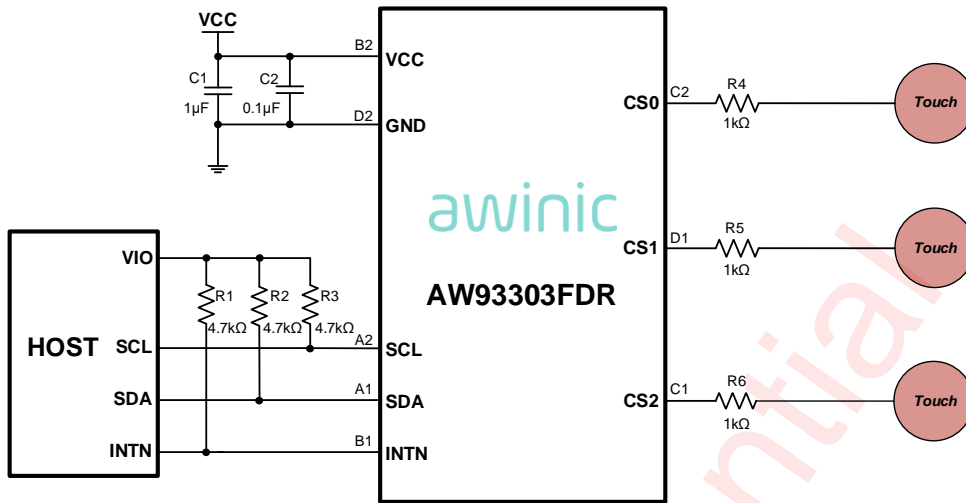 VCC
B2
VCC
C1
C2
1µF
0.1µF
D2
GND
CS0
C2
R4
1kΩ
Touch
awinic
AW93303FDR
CS1
D1
R5
1kΩ
Touch
CS2
C1
R6
1kΩ
Touch
HOST
VIO
R1
R2
R3
4.7kΩ
4.7kΩ
4.7kΩ
SCL
A2
SCL
SDA
A1
SDA
INTN
B1
INTN
ntial